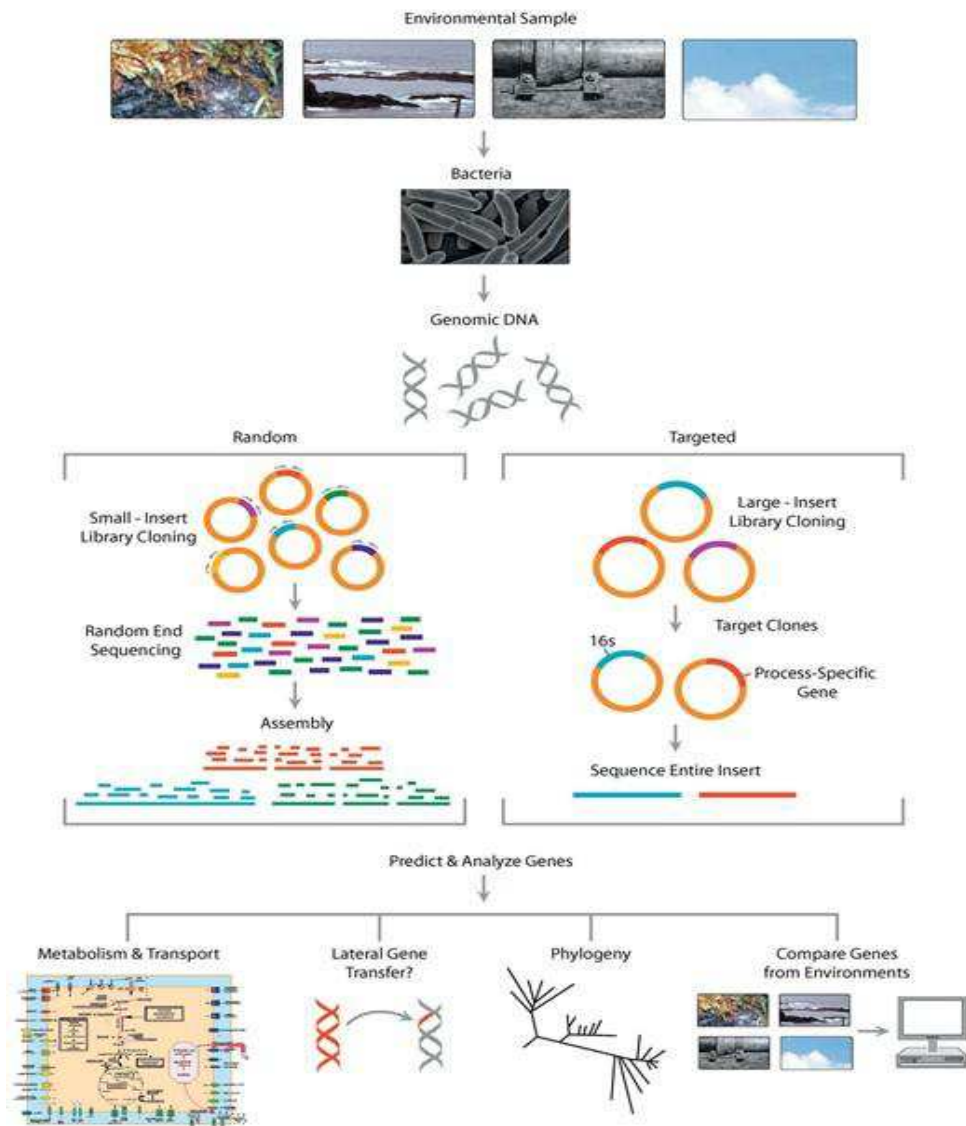 Environmental Sample
Bacteria
Genomic DNA
Random
Small - Insert
Library Cloning
Random End
Sequencing
Assembly
Targeted
Large - Insert
Library Cloning
Target Clones
16s
Process-Specific
Gene
Sequence Entire Insert
Predict & Analyze Genes
Metabolism & Transport
Lateral Gene
Transfer?
Phylogeny
Compare Genes
from Environments